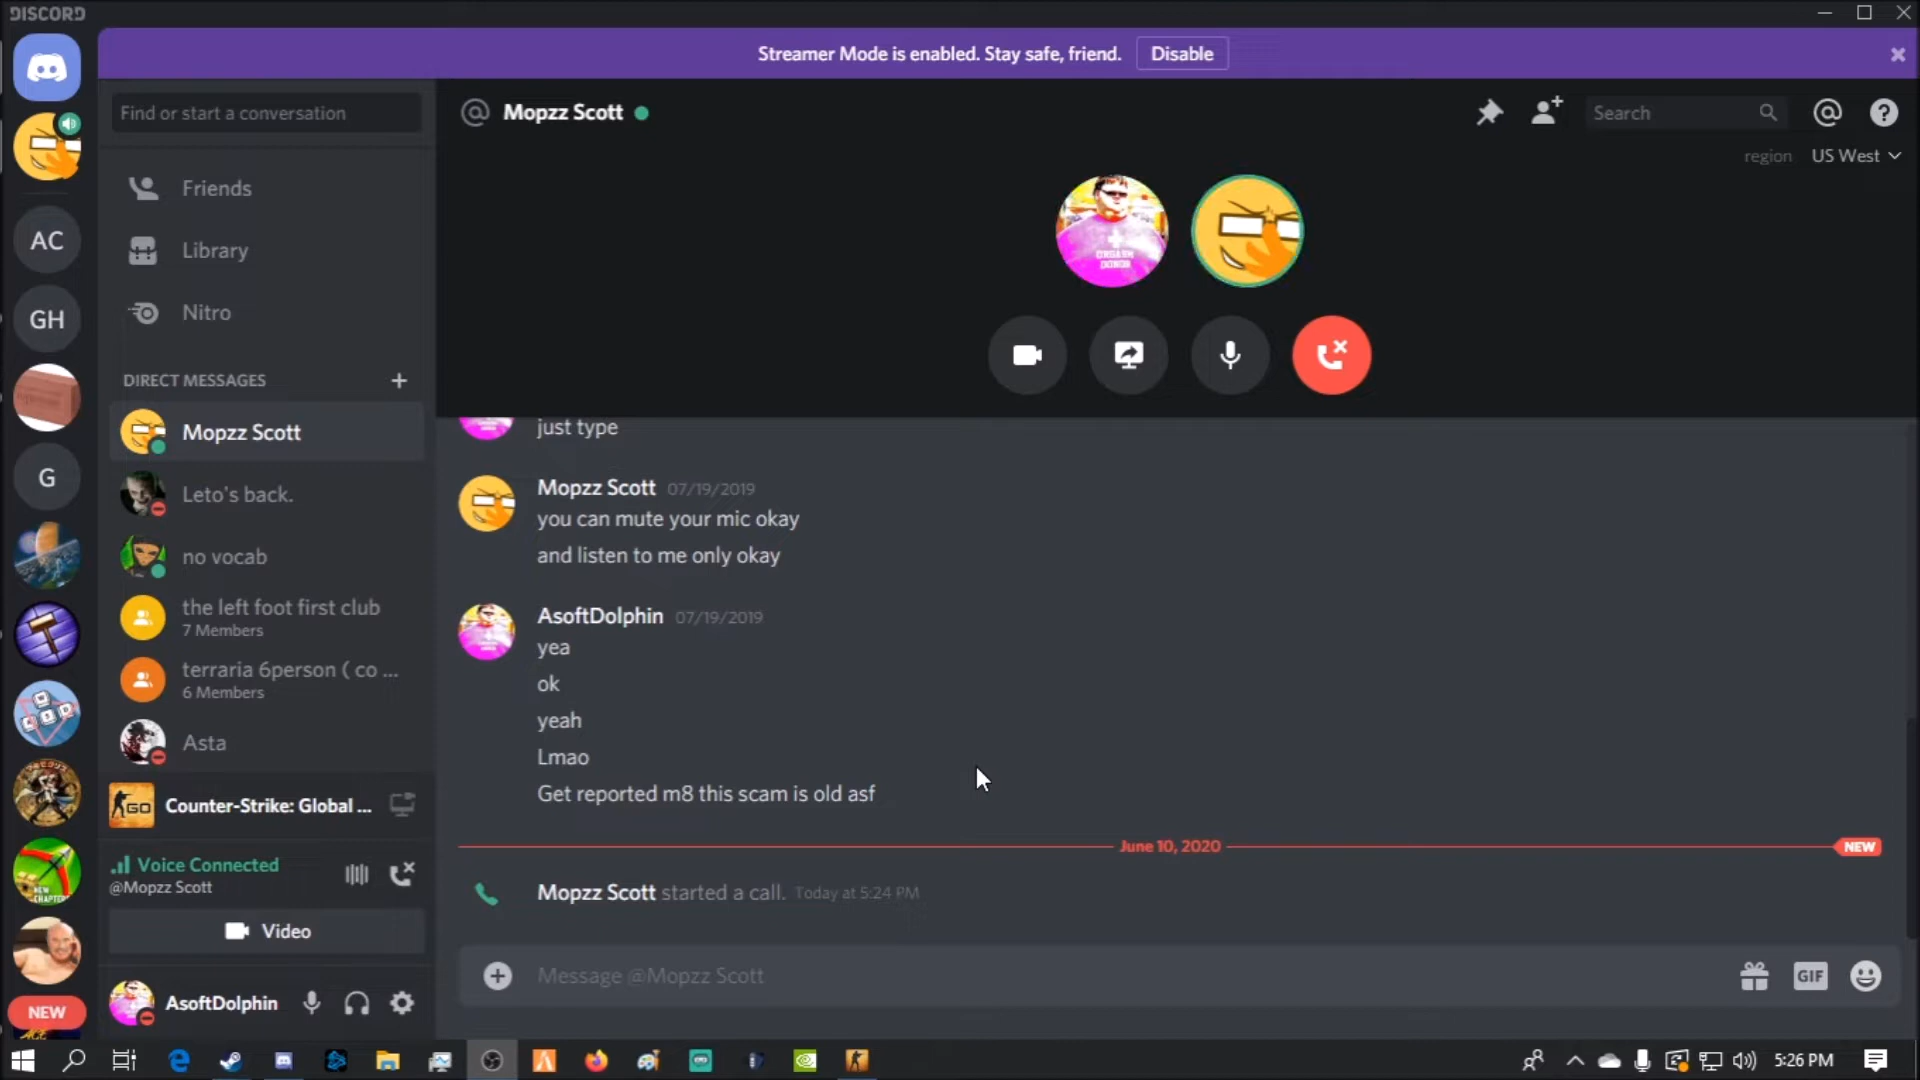 DISCORD
Streamer Mode is enabled. Stay safe, friend. Disable
Find or start a conversation
Mopzz Scott
Search
region US West
AC
GH
G
NEW
Friends
Library
Nitro
DIRECT MESSAGES
Mopzz Scott
Leto's back.
no vocab
the left foot first club
7 Members
terraria 6person ( co ...
6 Members
Asta
GO
Counter-Strike: Global ...
Voice Connected
@Mopzz Scott
Video
AsoftDolphin
ORGASM
DONOR
just type
Mopzz Scott 07/19/2019
you can mute your mic okay
and listen to me only okay
AsoftDolphin 07/19/2019
yea
ok
yeah
Lmao
Get reported m8 this scam is old asf
June 10, 2020 NEW
Mopzz Scott started a call. Today at 5:24 PM
Message @Mopzz Scott
GIF
5:26 PM